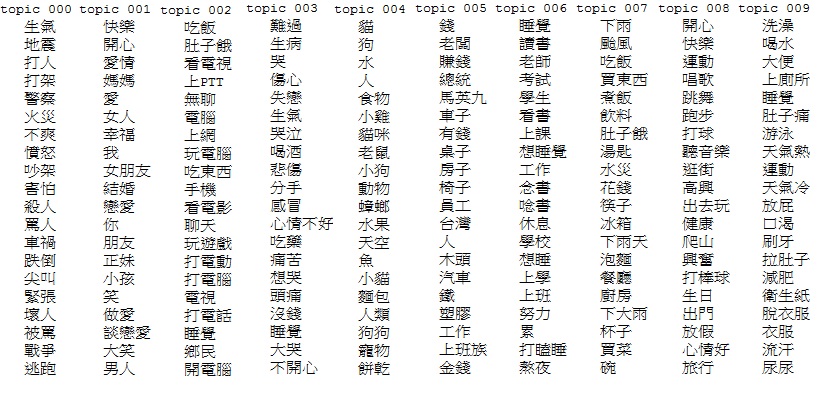 topic 000 topic 001 topic 002 topic 003 topic 004 topic 005 topic 006 topic 007 topic 008 topic 009
生氣 快樂 吃飯 難過 貓 錢 睡覺 下雨 開心 洗澡
地震 開心 肚子餓 生病 狗 老闆 讀書 颱風 快樂 喝水
打人 愛情 看電視 哭 水 賺錢 老師 吃飯 運動 大便
打架 媽媽 上PTT 傷心 人 總統 考試 買東西 唱歌 上廁所
警察 愛 無聊 失戀 食物 馬英九 學生 煮飯 跳舞 睡覺
火災 女人 電腦 生氣 小雞 車子 看書 飲料 跑步 肚子痛
不爽 幸福 上網 哭泣 貓咪 有錢 上課 肚子餓 打球 游泳
憤怒 我 玩電腦 喝酒 老鼠 桌子 想睡覺 湯匙 聽音樂 天氣熱
吵架 女朋友 吃東西 悲傷 小狗 房子 工作 水災 逛街 運動
害怕 結婚 手機 分手 動物 椅子 念書 花錢 高興 天氣冷
殺人 戀愛 看電影 感冒 蟑螂 員工 唸書 筷子 出去玩 放屁
罵人 你 聊天 心情不好 水果 台灣 休息 冰箱 健康 口渴
車禍 朋友 玩遊戲 吃藥 天空 人 學校 下雨天 爬山 刷牙
跌倒 正妹 打電動 痛苦 魚 木頭 想睡 泡麵 興奮 拉肚子
尖叫 小孩 打電腦 想哭 小貓 汽車 上學 餐廳 打棒球 減肥
緊張 笑 電視 頭痛 麵包 鐵 上班 廚房 生日 衛生紙
壞人 做愛 打電話 沒錢 人類 塑膠 努力 下大雨 出門 脫衣服
被罵 談戀愛 睡覺 睡覺 狗狗 工作 累 杯子 放假 衣服
戰爭 大笑 鄉民 大哭 寵物 上班族 打瞌睡 買菜 心情好 流汗
逃跑 男人 開電腦 不開心 餅乾 金錢 熬夜 碗 旅行 尿尿